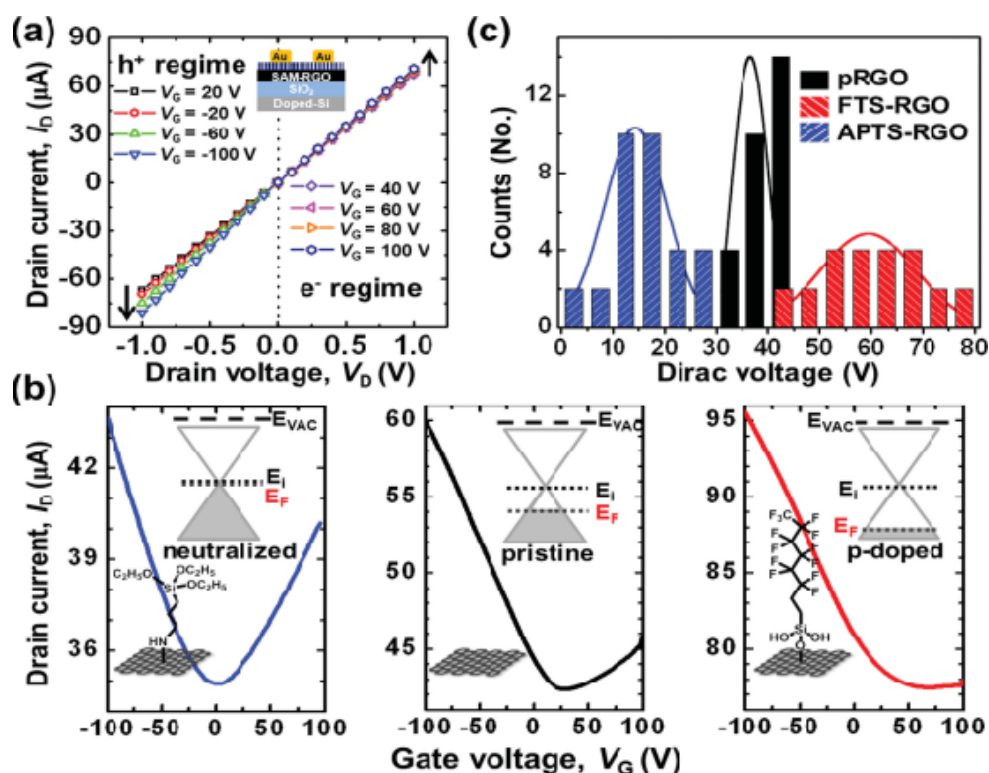 (a)
Drain current, I_D (μA)
90
60
30
0
-30
-60
-90
h⁺ regime
V_G = 20 V
V_G = -20 V
V_G = -60 V
V_G = -100 V
Au Au
SAM-RGO
SiO₂
Doped-Si
V_G = 40 V
V_G = 60 V
V_G = 80 V
V_G = 100 V
e⁻ regime
-1.0 -0.5 0.0 0.5 1.0
Drain voltage, V_D (V)
(c)
Counts (No.)
12
8
4
0
pRGO
FTS-RGO
APTS-RGO
0 10 20 30 40 50 60 70 80
Dirac voltage (V)
(b)
Drain current, I_D (μA)
42
39
36
E_VAC
E_i
E_F
neutralized
C₂H₅O
OC₂H₅
Si
OC₂H₅
HN
-100 -50 0 50 100
60
55
50
45
E_VAC
E_i
E_F
pristine
-100 -50 0 50 100
95
90
85
80
E_VAC
E_i
E_F
p-doped
F₃C F
F F
F F
F F
F F
F F
Si
HO OH
O
-100 -50 0 50 100
Gate voltage, V_G (V)